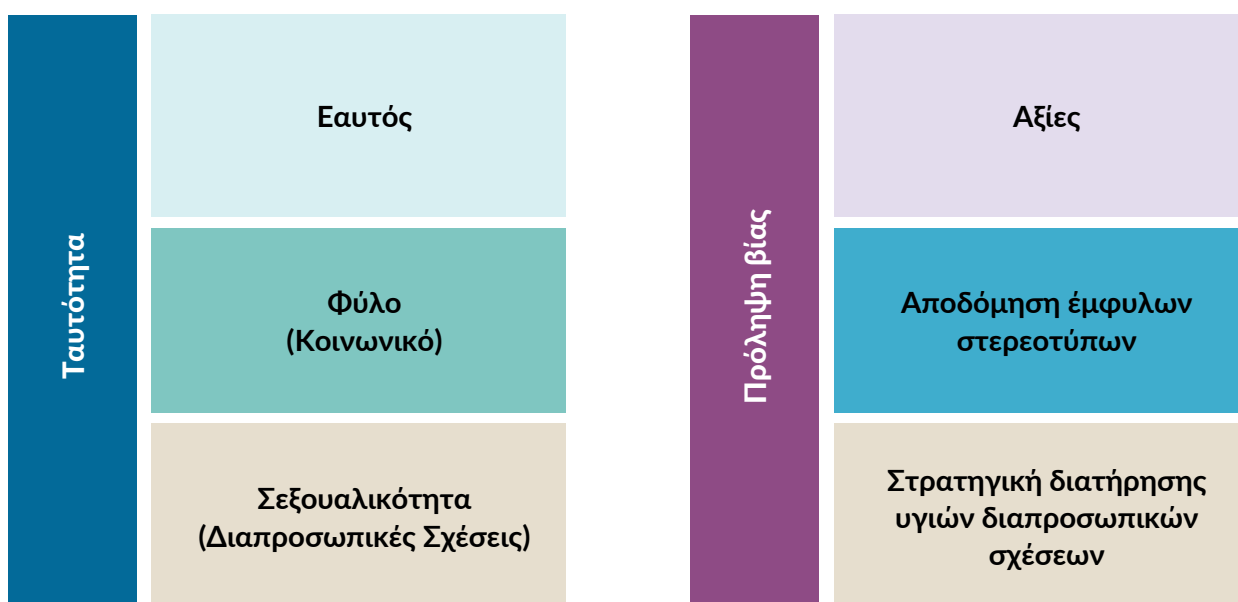 Ταυτότητα
Εαυτός
Φύλο
(Κοινωνικό)
Σεξουαλικότητα
(Διαπροσωπικές Σχέσεις)
Πρόληψη βίας
Αξίες
Αποδόμηση έμφυλων
στερεοτύπων
Στρατηγική διατήρησης
υγιών διαπροσωπικών
σχέσεων